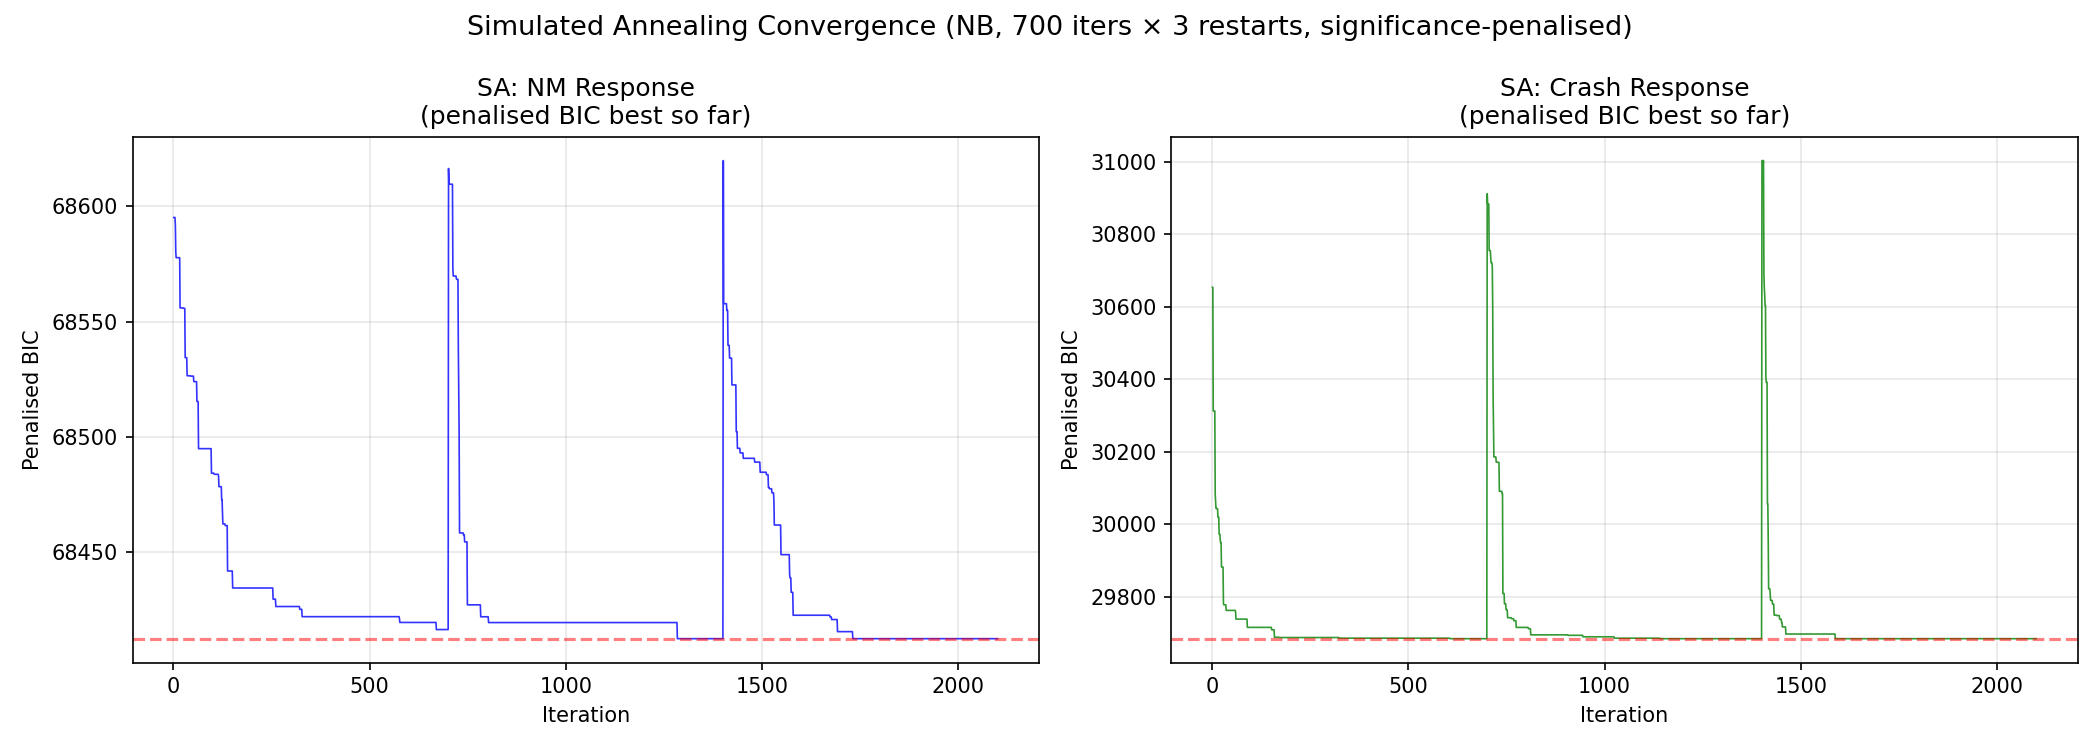 Simulated Annealing Convergence (NB, 700 iters × 3 restarts, significance-penalised)
SA: NM Response
(penalised BIC best so far)
Penalised BIC
68600
68550
68500
68450
0
500
1000
1500
2000
Iteration
SA: Crash Response
(penalised BIC best so far)
Penalised BIC
31000
30800
30600
30400
30200
30000
29800
0
500
1000
1500
2000
Iteration